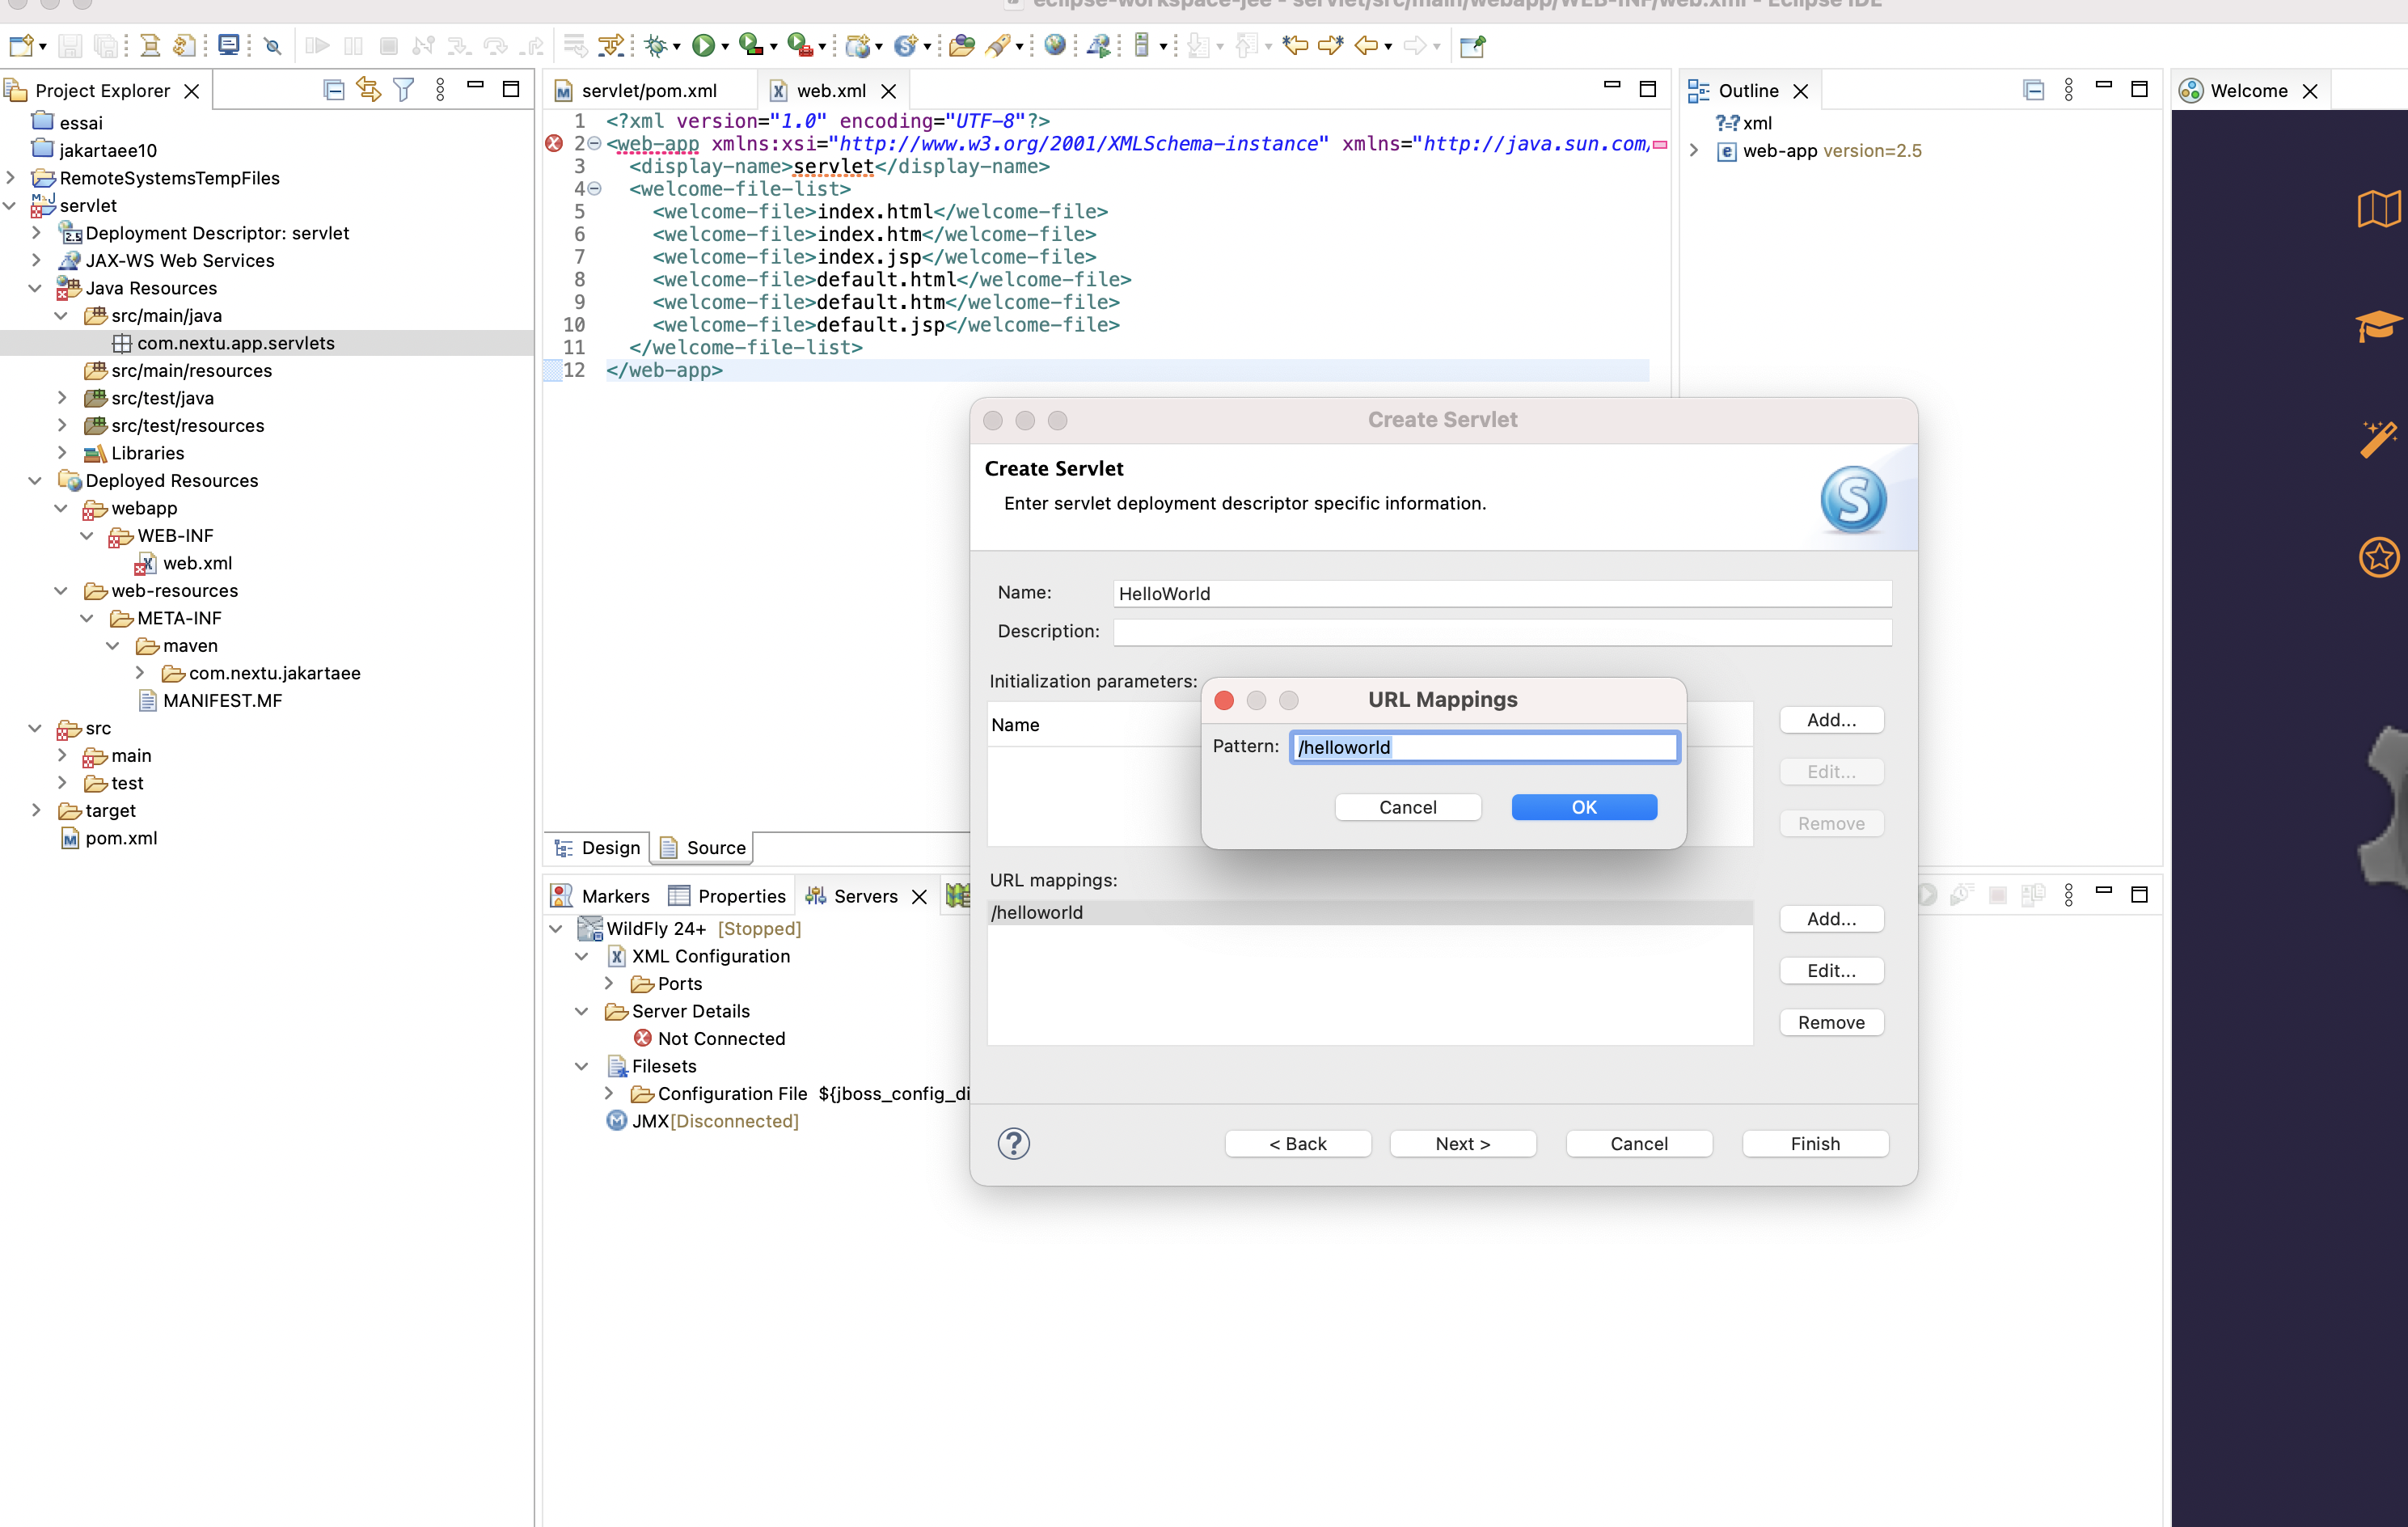 eclipse-workspace-jee - servlet/src/main/webapp/WEB-INF/web.xml - Eclipse IDE
Project Explorer
essai
jakartaee10
RemoteSystemsTempFiles
servlet
Deployment Descriptor: servlet
JAX-WS Web Services
Java Resources
src/main/java
com.nextu.app.servlets
src/main/resources
src/test/java
src/test/resources
Libraries
Deployed Resources
webapp
WEB-INF
web.xml
web-resources
META-INF
maven
com.nextu.jakartaee
MANIFEST.MF
src
main
test
target
pom.xml
servlet/pom.xml
web.xml
1 <?xml version="1.0" encoding="UTF-8"?>
2 <web-app xmlns:xsi="http://www.w3.org/2001/XMLSchema-instance" xmlns="http://java.sun.com/
3 <display-name>servlet</display-name>
4 <welcome-file-list>
5 <welcome-file>index.html</welcome-file>
6 <welcome-file>index.htm</welcome-file>
7 <welcome-file>index.jsp</welcome-file>
8 <welcome-file>default.html</welcome-file>
9 <welcome-file>default.htm</welcome-file>
10 <welcome-file>default.jsp</welcome-file>
11 </welcome-file-list>
12 </web-app>
Design
Source
Outline
?=? xml
e web-app version=2.5
Welcome
Create Servlet
Create Servlet
Enter servlet deployment descriptor specific information.
S
Name: HelloWorld
Description:
Initialization parameters:
Name
Add...
Edit...
Remove
URL Mappings
Pattern: /helloworld
Cancel
OK
URL mappings:
/helloworld
Add...
Edit...
Remove
?
< Back
Next >
Cancel
Finish
Markers
Properties
Servers
WildFly 24+ [Stopped]
XML Configuration
Ports
Server Details
Not Connected
Filesets
Configuration File ${jboss_config_di
JMX[Disconnected]